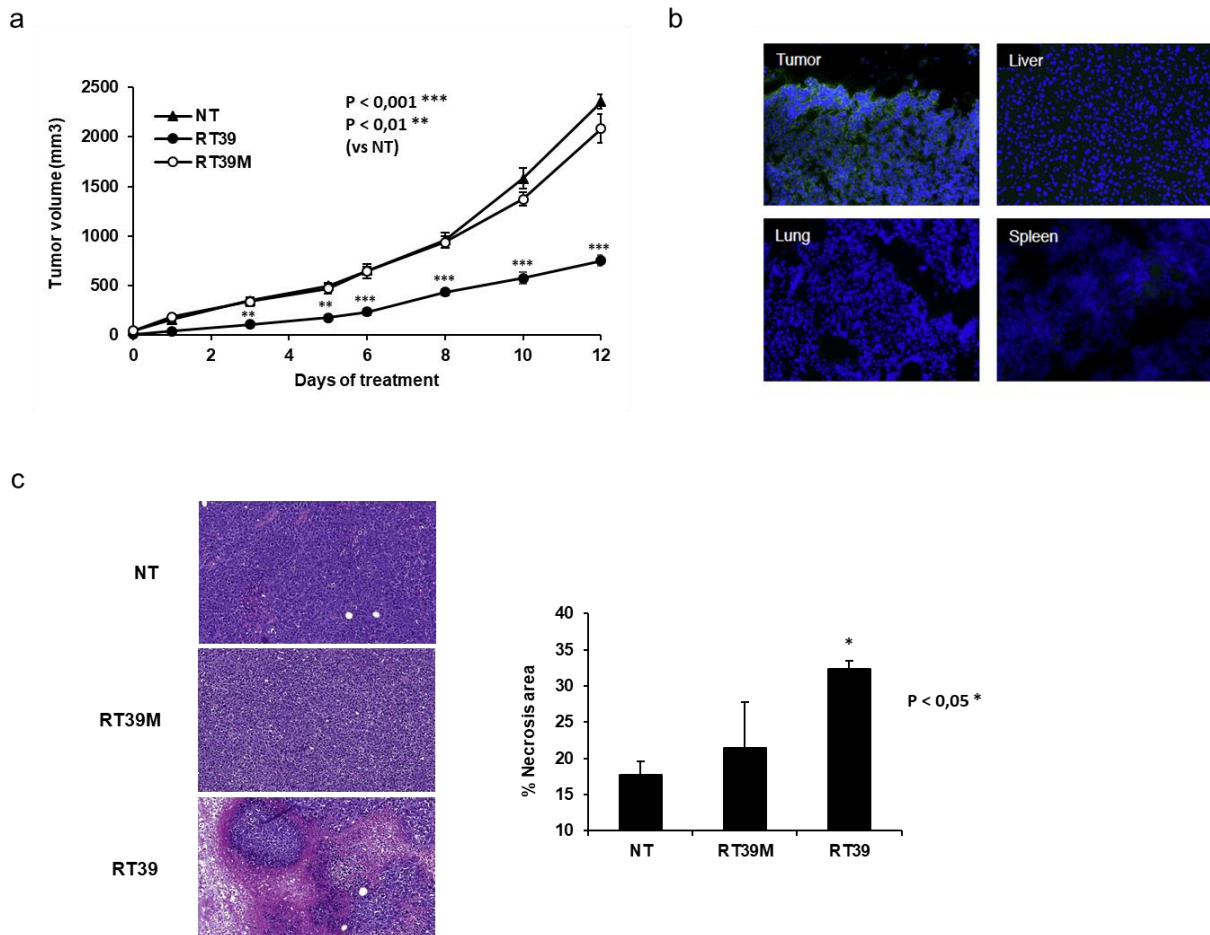 a
2500
2000
1500
1000
500
0
Tumor volume (mm3)
NT
RT39
RT39M
P < 0,001 ***
P < 0,01 **
(vs NT)
**
**
***
***
***
***
0 2 4 6 8 10 12
Days of treatment
b
Tumor
Liver
Lung
Spleen
c
NT
RT39M
RT39
40
35
30
25
20
15
10
% Necrosis area
*
P < 0,05 *
NT RT39M RT39